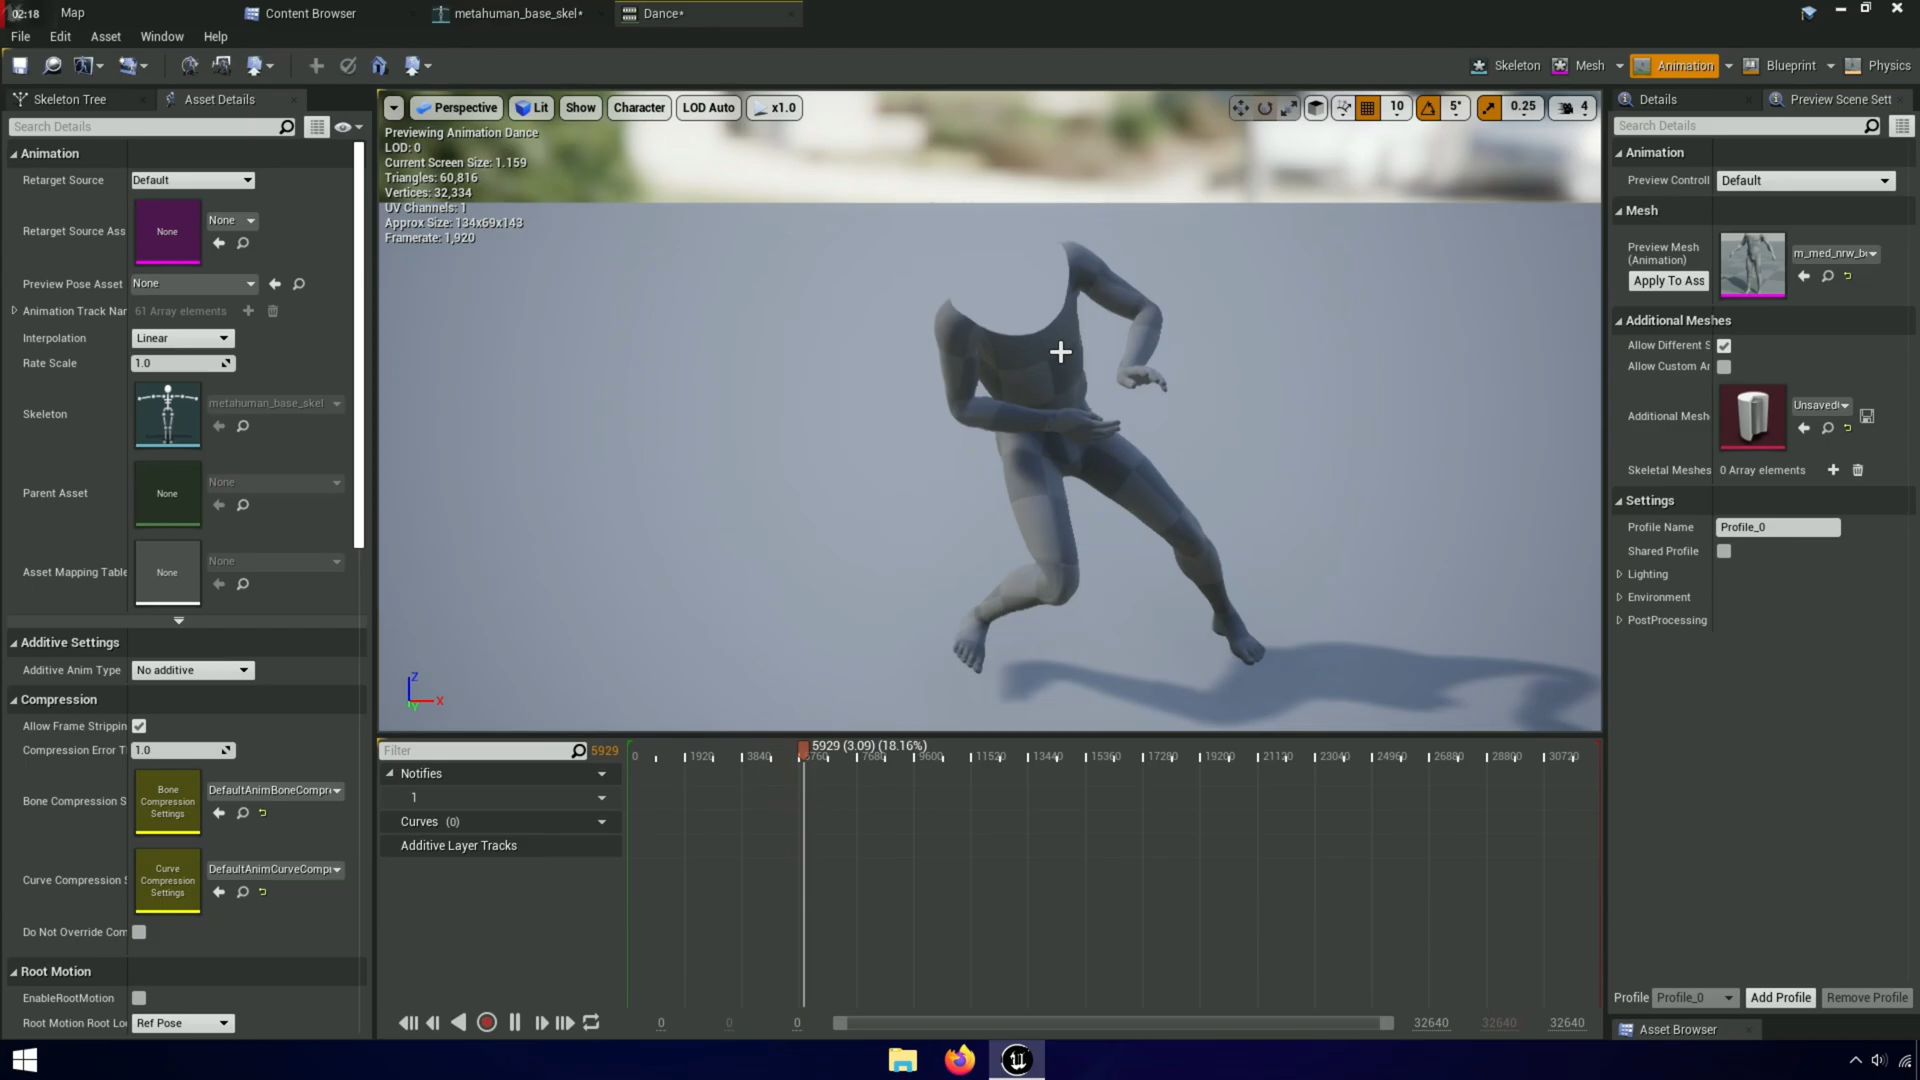 02:18
Map
Content Browser
metahuman_base_skel*
Dance*
File
Edit
Asset
Window
Help
Skeleton
Mesh
Animation
Blueprint
Physics
Skeleton Tree
Asset Details
Search Details
Animation
Retarget Source
Default
Retarget Source Ass
None
None
Preview Pose Asset
None
Animation Track Nar
61 Array elements
Interpolation
Linear
Rate Scale
1.0
Skeleton
metahuman_base_skel
Parent Asset
None
None
Asset Mapping Table
None
None
Additive Settings
Additive Anim Type
No additive
Compression
Allow Frame Strippin
Compression Error T
1.0
Bone Compression S
Bone
Compression
Settings
DefaultAnimBoneCompr
Curve Compression S
Curve
Compression
Settings
DefaultAnimCurveComp
Do Not Override Com
Root Motion
EnableRootMotion
Root Motion Root Lo
Ref Pose
Perspective
Lit
Show
Character
LOD Auto
x1.0
10
5°
0.25
4
Previewing Animation Dance
LOD: 0
Current Screen Size: 1.159
Triangles: 60,816
Vertices: 32,334
UV Channels: 1
Approx Size: 134x69x143
Framerate: 1,920
Z
X
Y
Filter
5929
5929 (3.09) (18.16%)
0
1920
3840
5760
7680
9600
11520
13440
15360
17280
19200
21120
23040
24960
26880
28800
30720
Notifies
1
Curves (0)
Additive Layer Tracks
0
0
0
32640
32640
32640
Details
Preview Scene Sett
Search Details
Animation
Preview Controll
Default
Mesh
Preview Mesh
(Animation)
Apply To Ass
m_med_nrw_b
Additional Meshes
Allow Different S
Allow Custom Ar
Additional Mesh
Unsaved
Skeletal Meshes
0 Array elements
Settings
Profile Name
Profile_0
Shared Profile
Lighting
Environment
PostProcessing
Profile
Profile_0
Add Profile
Remove Profile
Asset Browser